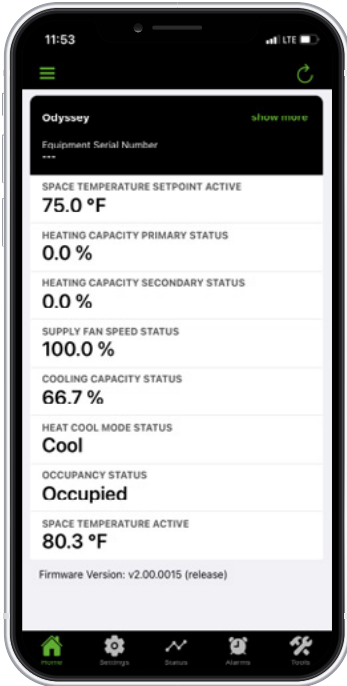 11:53
LTE
Odyssey show more
Equipment Serial Number
---
SPACE TEMPERATURE SETPOINT ACTIVE
75.0 °F
HEATING CAPACITY PRIMARY STATUS
0.0 %
HEATING CAPACITY SECONDARY STATUS
0.0 %
SUPPLY FAN SPEED STATUS
100.0 %
COOLING CAPACITY STATUS
66.7 %
HEAT COOL MODE STATUS
Cool
OCCUPANCY STATUS
Occupied
SPACE TEMPERATURE ACTIVE
80.3 °F
Firmware Version: v2.00.0015 (release)
Home Settings Status Alarms Tools